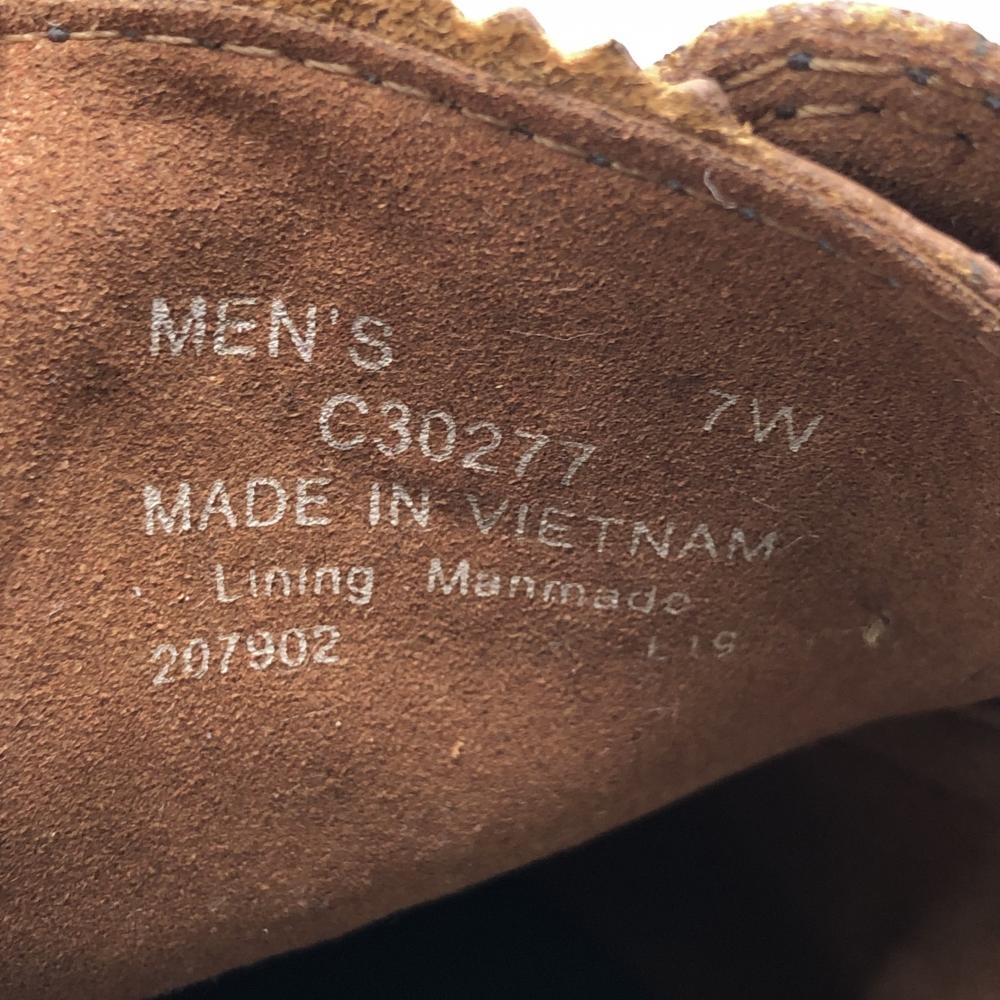 MEN'S
C30277 7W
MADE IN VIETNAM
Lining Manmade
207902